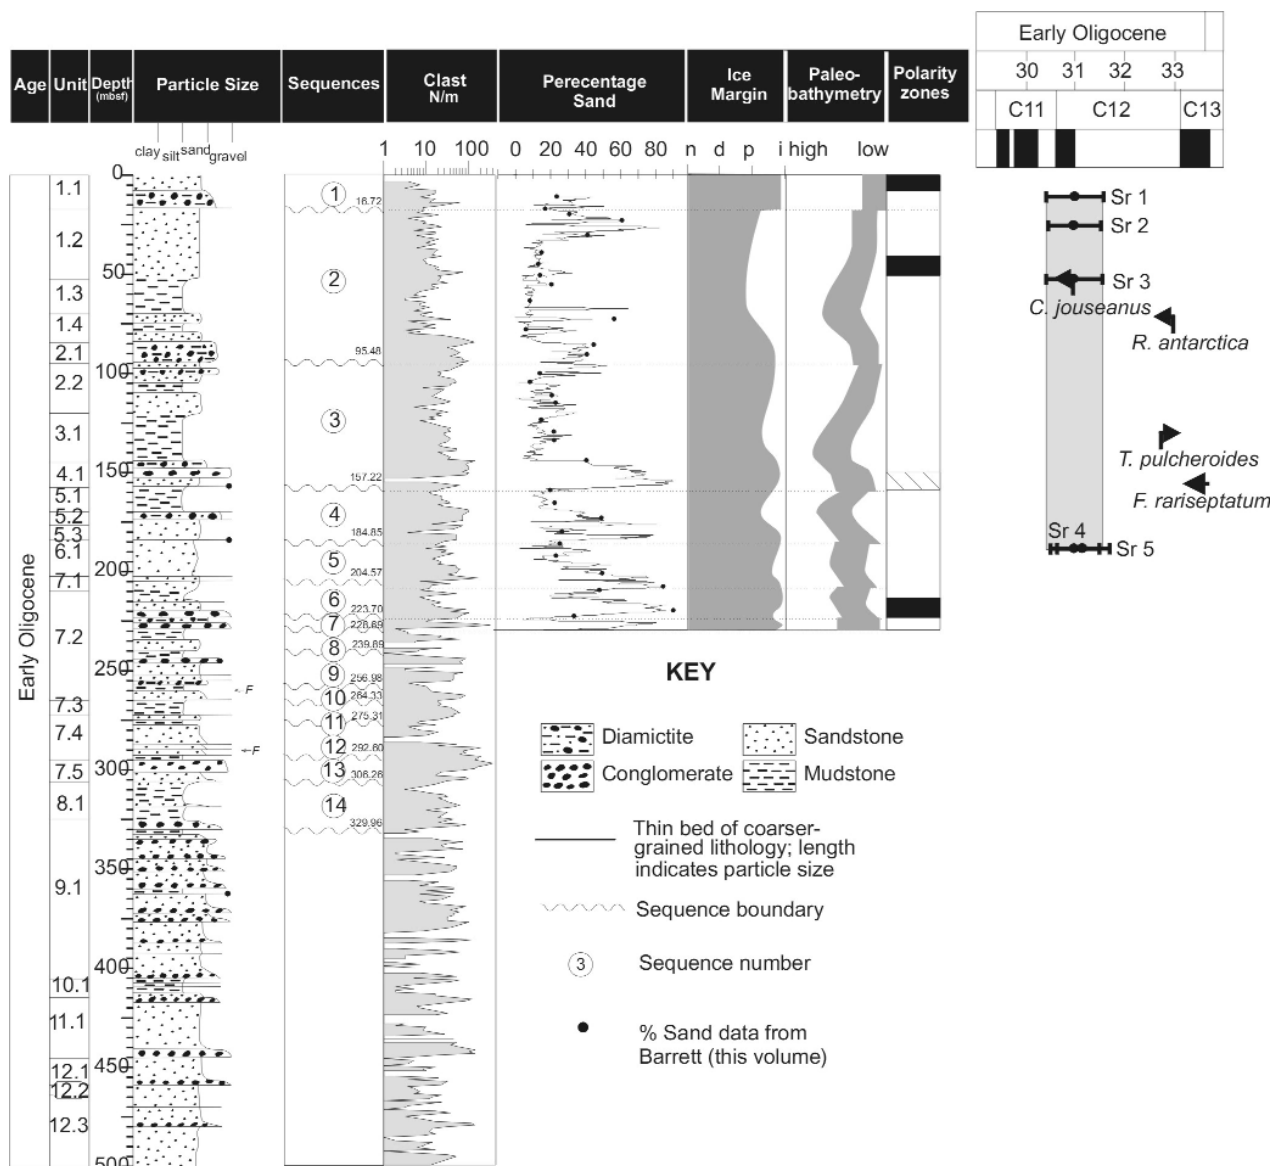 Early Oligocene
30 31 32 33
C11 C12 C13
Age Unit Depth (mbsf) Particle Size Sequences Clast N/m Perecentage Sand Ice Margin Paleo-bathymetry Polarity zones
clay silt sand gravel
1 10 100 0 20 40 60 80 n d p i high low
Early Oligocene
0
50
100
150
200
250
300
350
400
450
500
1.1
1.2
1.3
1.4
2.1
2.2
3.1
4.1
5.1
5.2
5.3
6.1
7.1
7.2
7.3
7.4
7.5
8.1
9.1
10.1
11.1
12.1
12.2
12.3
F
F
1
16.72
2
95.48
3
157.22
4
184.85
5
204.57
6
223.70
7
8
239.89
9
256.98
10
264.33
11
275.31
12
292.60
13
306.26
14
329.96
Sr 1
Sr 2
Sr 3
C. jouseanus
R. antarctica
T. pulcheroides
F. rariseptatum
Sr 4
Sr 5
KEY
Diamictite
Sandstone
Conglomerate
Mudstone
Thin bed of coarser-
grained lithology; length
indicates particle size
Sequence boundary
3
Sequence number
% Sand data from
Barrett (this volume)